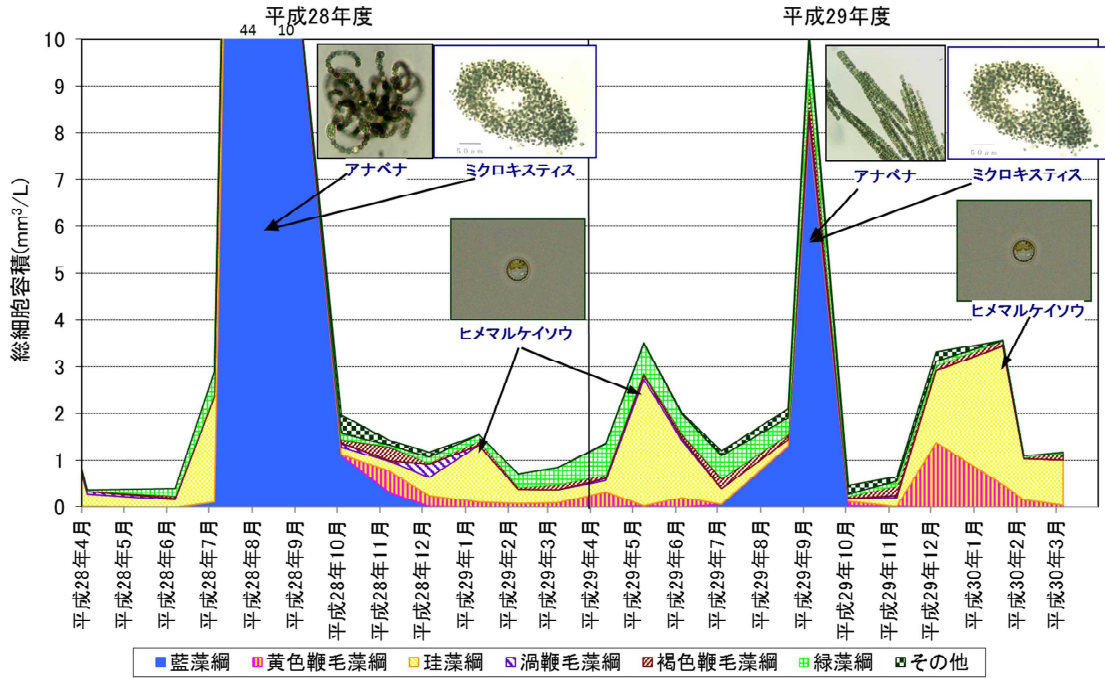 平成28年度
平成29年度
44
10
10
9
8
7
6
5
4
3
2
1
0
総細胞容積(mm³/L)
50μm
アナベナ
ミクロキスティス
ヒメマルケイソウ
50μm
アナベナ
ミクロキスティス
ヒメマルケイソウ
平成28年4月
平成28年5月
平成28年6月
平成28年7月
平成28年8月
平成28年9月
平成28年10月
平成28年11月
平成28年12月
平成29年1月
平成29年2月
平成29年3月
平成29年4月
平成29年5月
平成29年6月
平成29年7月
平成29年8月
平成29年9月
平成29年10月
平成29年11月
平成29年12月
平成30年1月
平成30年2月
平成30年3月
藍藻綱
黄色鞭毛藻綱
珪藻綱
渦鞭毛藻綱
褐色鞭毛藻綱
緑藻綱
その他